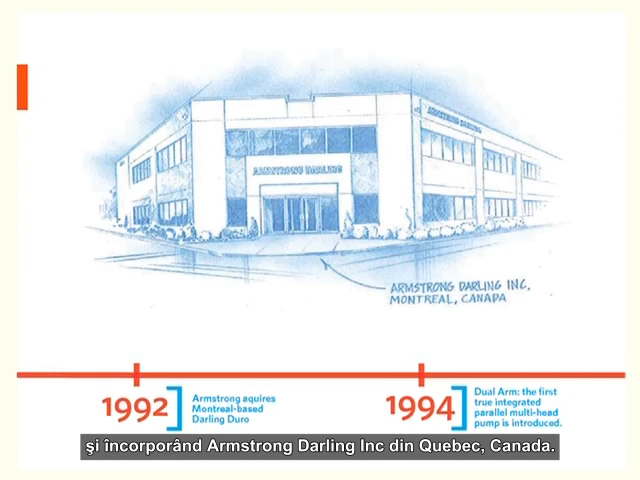 ARMSTRONG DARLING
ARMSTRONG DARLING
ARMSTRONG DARLING INC.
MONTREAL, CANADA
1992
Armstrong aquires
Montreal-based
Darling Duro
1994
Dual Arm: the first
true integrated
parallel multi-head
pump is introduced.
şi încorporând Armstrong Darling Inc din Quebec, Canada.